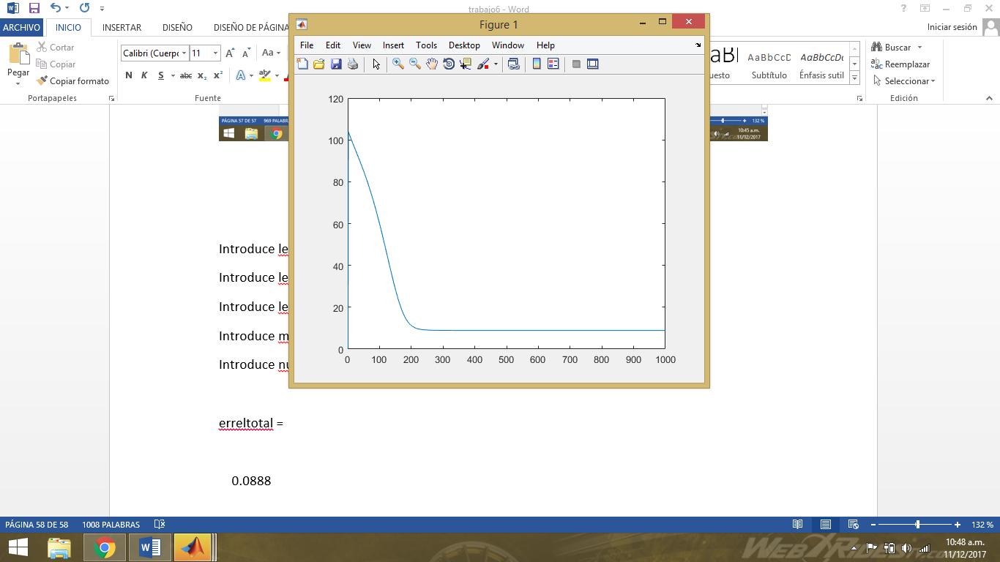 trabajo6 - Word
ARCHIVO INICIO INSERTAR DISEÑO DISEÑO DE PÁGINA
Iniciar sesión
Pegar
Cortar
Copiar
Copiar formato
Portapapeles
Calibri (Cuerpo 11
Aa
N K S abc x₂ x²
Fuente
AaBbCcD AaBbCcDc
Subtítulo Énfasis sutil
Buscar
Reemplazar
Seleccionar
Edición
Figure 1
File Edit View Insert Tools Desktop Window Help
120
100
80
60
40
20
0
0 100 200 300 400 500 600 700 800 900 1000
PÁGINA 57 DE 57 969 PALABR
132 %
10:45 a.m.
11/12/2017
Introduce le
Introduce le
Introduce le
Introduce m
Introduce nu
erreltotal =
0.0888
PÁGINA 58 DE 58 1008 PALABRAS
132 %
10:48 a.m.
11/12/2017